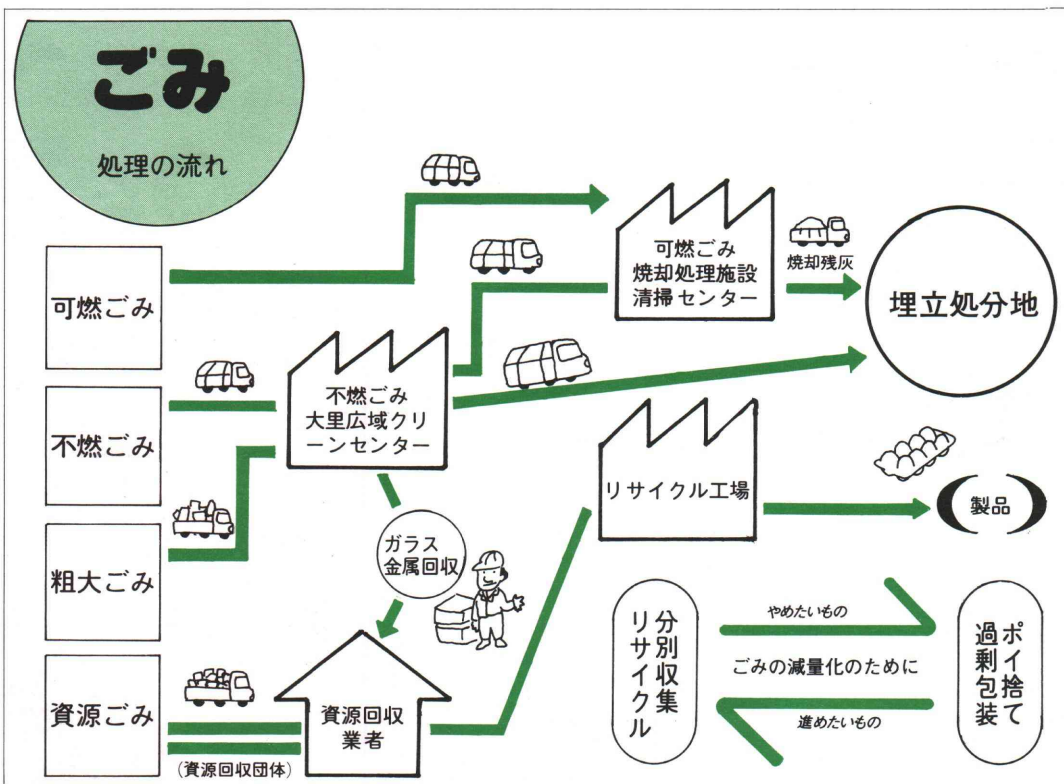 ごみ
処理の流れ
可燃ごみ
不燃ごみ
粗大ごみ
資源ごみ
(資源回収団体)
不燃ごみ
大里広域クリ
ーンセンター
ガラス
金属回収
資源回収
業者
可燃ごみ
焼却処理施設
清掃センター
焼却残灰
埋立処分地
リサイクル工場
製品
分別収集
リサイクル
やめたいもの
ごみの減量化のために
進めたいもの
ポイ捨て
過剰包装